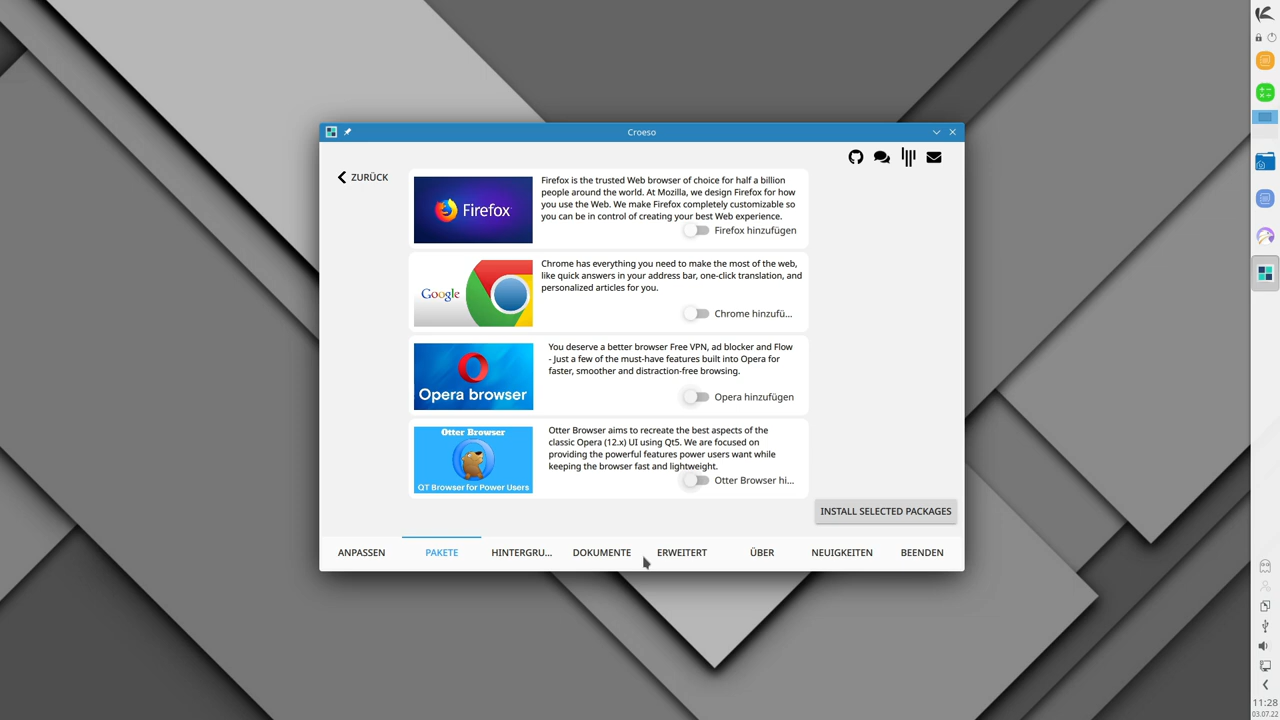 Croeso
ZURÜCK
Firefox
Firefox is the trusted Web browser of choice for half a billion
people around the world. At Mozilla, we design Firefox for how
you use the Web. We make Firefox completely customizable so
you can be in control of creating your best Web experience.
Firefox hinzufügen
Google
Chrome has everything you need to make the most of the web,
like quick answers in your address bar, one-click translation, and
personalized articles for you.
Chrome hinzufü...
Opera browser
You deserve a better browser Free VPN, ad blocker and Flow
- Just a few of the must-have features built into Opera for
faster, smoother and distraction-free browsing.
Opera hinzufügen
Otter Browser
QT Browser for Power Users
Otter Browser aims to recreate the best aspects of the
classic Opera (12.x) UI using Qt5. We are focused on
providing the powerful features power users want while
keeping the browser fast and lightweight.
Otter Browser hi...
INSTALL SELECTED PACKAGES
ANPASSEN
PAKETE
HINTERGRU...
DOKUMENTE
ERWEITERT
ÜBER
NEUIGKEITEN
BEENDEN
11:28
03.07.22